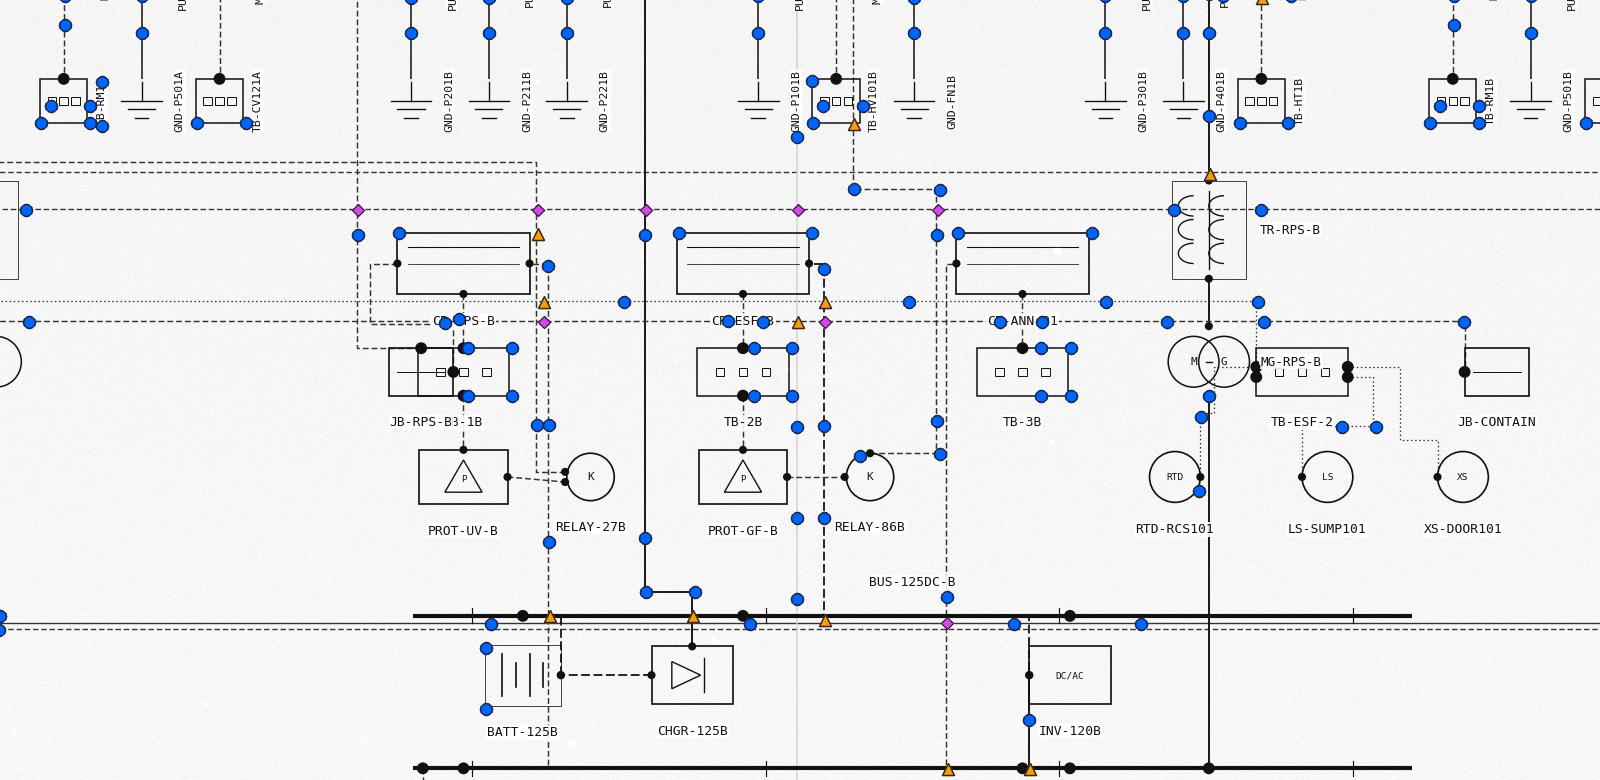 GND-P501A
TB-CV121A
GND-P201B
GND-P211B
GND-P221B
GND-P101B
TB-HV101B
GND-FN1B
GND-P301B
GND-P401B
TB-HT1B
TB-RM1B
GND-P501B
TR-RPS-B
MG-RPS-B
M
G
JB-RPS-B
TB-2B
TB-3B
TB-ESF-2
JB-CONTAIN
P
K
P
K
RTD
LS
XS
PROT-UV-B
RELAY-27B
PROT-GF-B
RELAY-86B
RTD-RCS101
LS-SUMP101
XS-DOOR101
BUS-125DC-B
DC/AC
BATT-125B
CHGR-125B
INV-120B